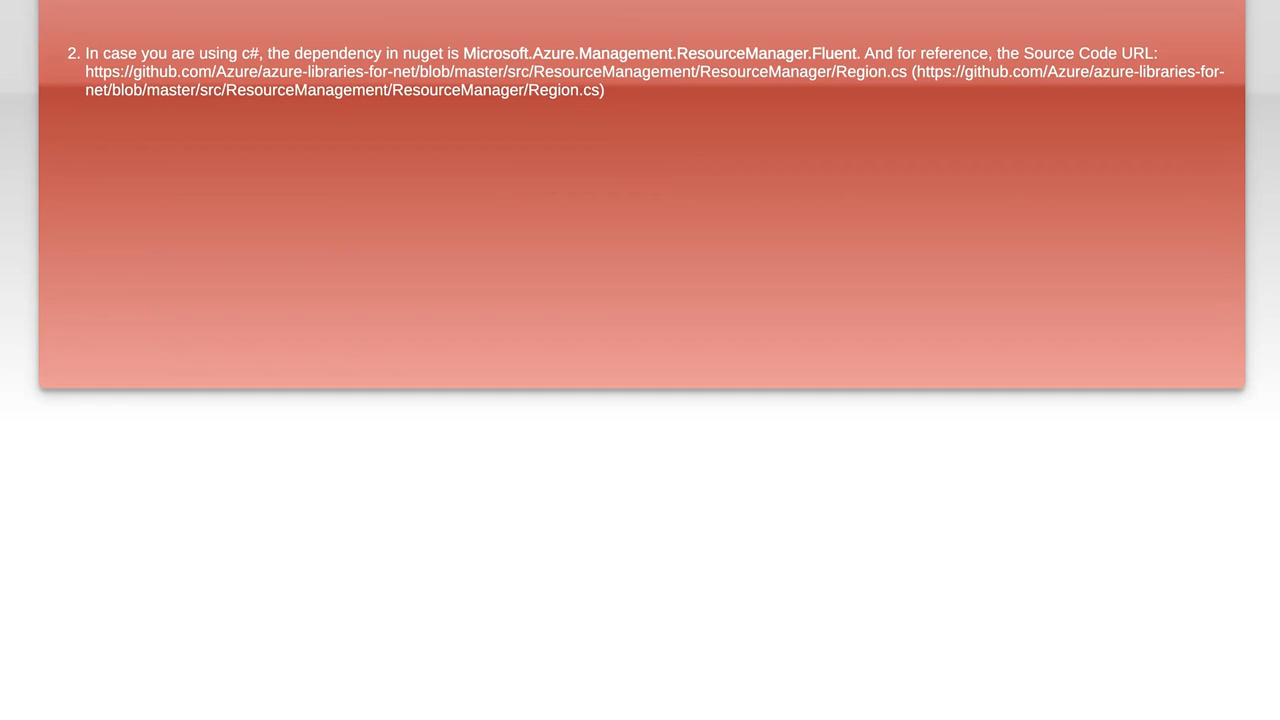 2. In case you are using c#, the dependency in nuget is Microsoft.Azure.Management.ResourceManager.Fluent. And for reference, the Source Code URL:
https://github.com/Azure/azure-libraries-for-net/blob/master/src/ResourceManagement/ResourceManager/Region.cs (https://github.com/Azure/azure-libraries-for-
net/blob/master/src/ResourceManagement/ResourceManager/Region.cs)